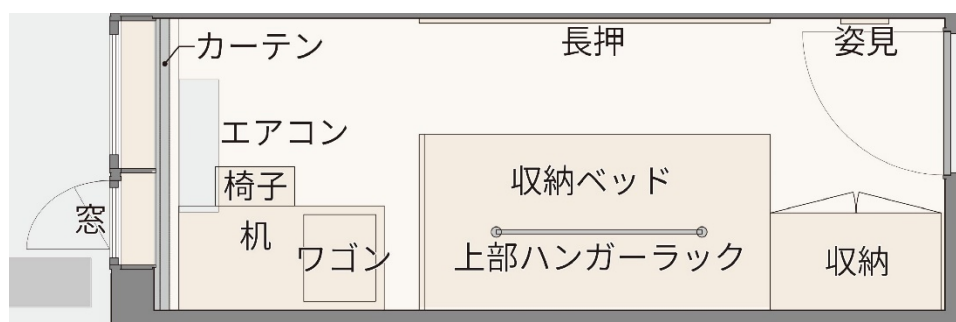 カーテン
長押
姿見
エアコン
椅子
収納ベッド
窓
机
ワゴン
上部ハンガーラック
収納